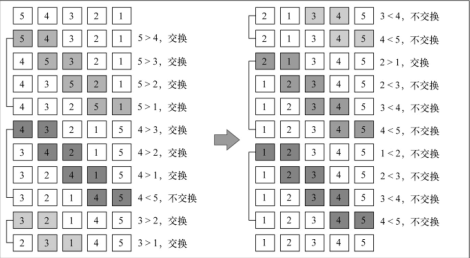 5 4 3 2 1
5 4 3 2 1 5 > 4，交换
4 5 3 2 1 5 > 3，交换
4 3 5 2 1 5 > 2，交换
4 3 2 5 1 5 > 1，交换
4 3 2 1 5 4 > 3，交换
3 4 2 1 5 4 > 2，交换
3 2 4 1 5 4 > 1，交换
3 2 1 4 5 4 < 5，不交换
3 2 1 4 5 3 > 2，交换
2 3 1 4 5 3 > 1，交换
2 1 3 4 5 3 < 4，不交换
2 1 3 4 5 4 < 5，不交换
2 1 3 4 5 2 > 1，交换
1 2 3 4 5 2 < 3，不交换
1 2 3 4 5 3 < 4，不交换
1 2 3 4 5 4 < 5，不交换
1 2 3 4 5 1 < 2，不交换
1 2 3 4 5 2 < 3，不交换
1 2 3 4 5 3 < 4，不交换
1 2 3 4 5 4 < 5，不交换
1 2 3 4 5